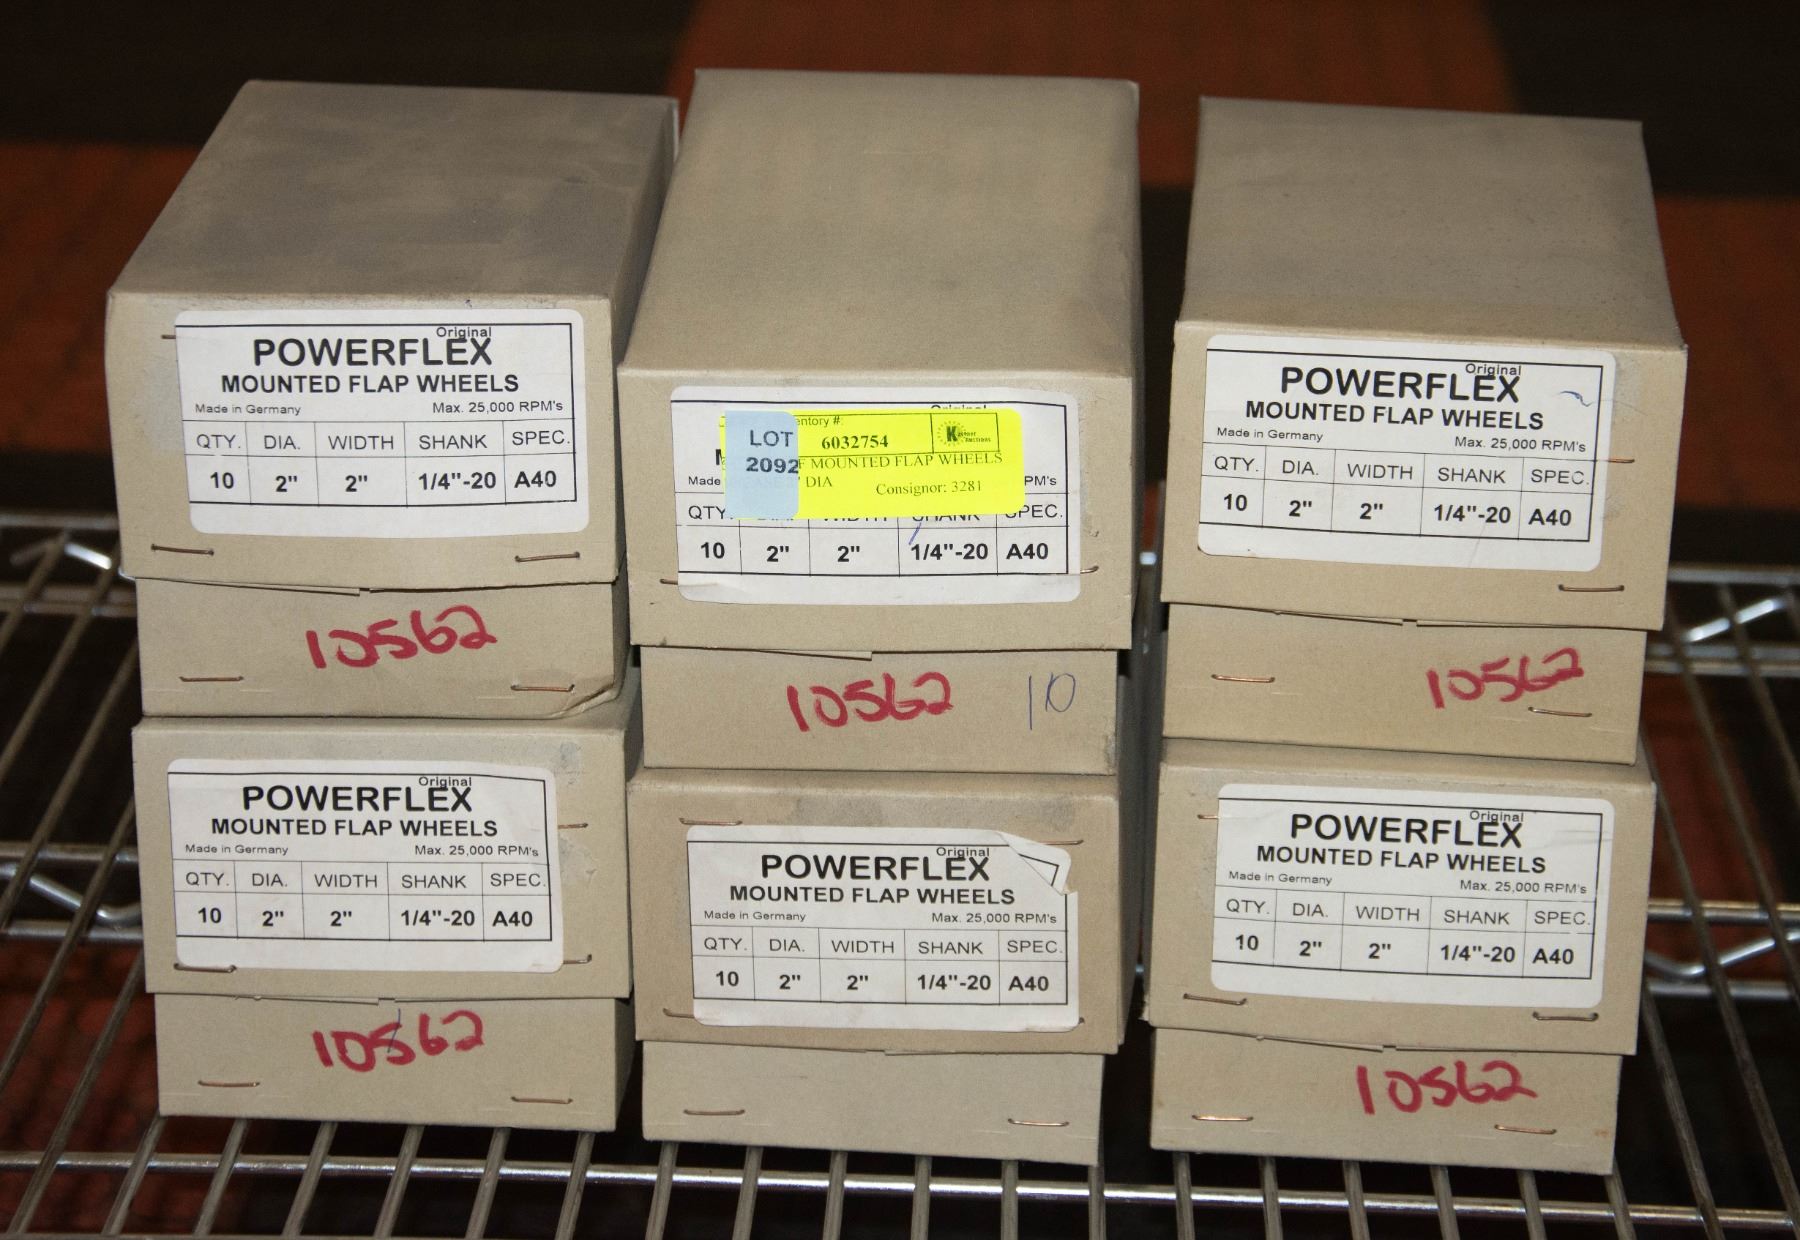 Original
POWERFLEX
MOUNTED FLAP WHEELS
Made in Germany Max. 25,000 RPM's
QTY. DIA. WIDTH SHANK SPEC.
10 2" 2" 1/4"-20 A40
10562
LOT
2092
6032754
MOUNTED FLAP WHEELS
DIA Consignor: 3281
Made
QTY. SPEC.
10 2" 2" 1/4"-20 A40
10562 10
Original
POWERFLEX
MOUNTED FLAP WHEELS
Made in Germany Max. 25,000 RPM's
QTY. DIA. WIDTH SHANK SPEC.
10 2" 2" 1/4"-20 A40
10562
Original
POWERFLEX
MOUNTED FLAP WHEELS
Made in Germany Max. 25,000 RPM's
QTY. DIA. WIDTH SHANK SPEC.
10 2" 2" 1/4"-20 A40
10562
Original
POWERFLEX
MOUNTED FLAP WHEELS
Made in Germany Max. 25,000 RPM's
QTY. DIA. WIDTH SHANK SPEC.
10 2" 2" 1/4"-20 A40
Original
POWERFLEX
MOUNTED FLAP WHEELS
Made in Germany Max. 25,000 RPM's
QTY. DIA. WIDTH SHANK SPEC.
10 2" 2" 1/4"-20 A40
10562